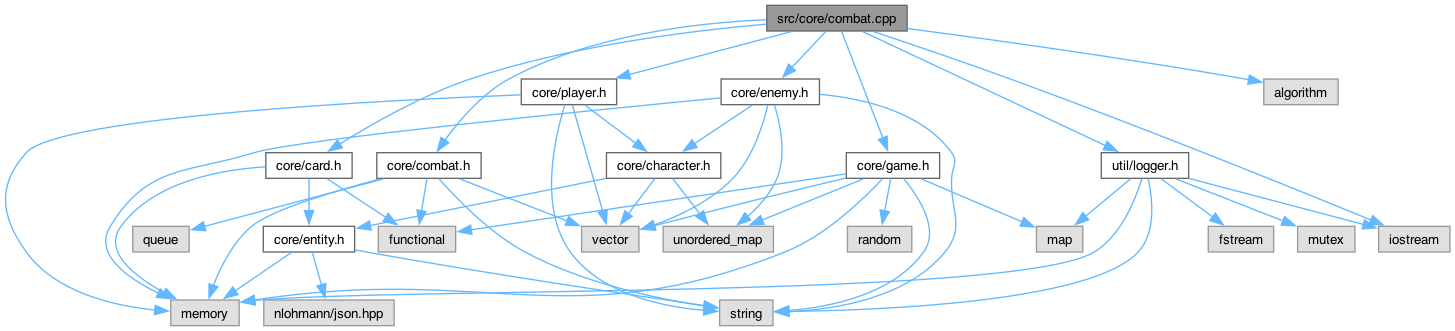 src/core/combat.cpp
core/player.h
core/enemy.h
algorithm
core/card.h
core/combat.h
core/character.h
core/game.h
util/logger.h
queue
core/entity.h
functional
vector
unordered_map
random
map
fstream
mutex
iostream
memory
nlohmann/json.hpp
string